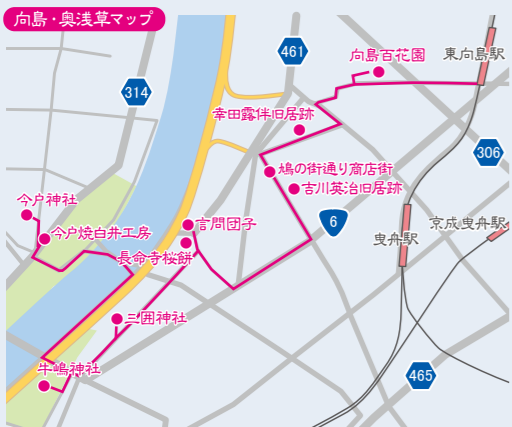 向島・奥浅草マップ
461
向島百花園
東向島駅
314
幸田露伴旧居跡
306
鳩の街通り商店街
吉川英治旧居跡
今戸神社
言問団子
6
今戸焼白井工房
曳舟駅
京成曳舟駅
長命寺桜餅
三囲神社
牛嶋神社
465